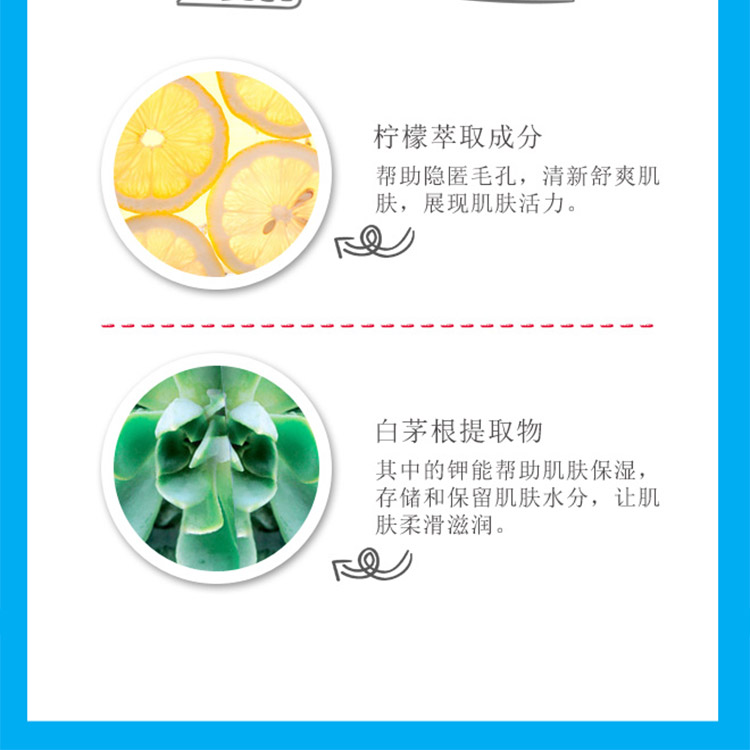 柠檬萃取成分
帮助隐匿毛孔，清新舒爽肌
肤，展现肌肤活力。
白茅根提取物
其中的钾能帮助肌肤保湿，
存储和保留肌肤水分，让肌
肤柔滑滋润。